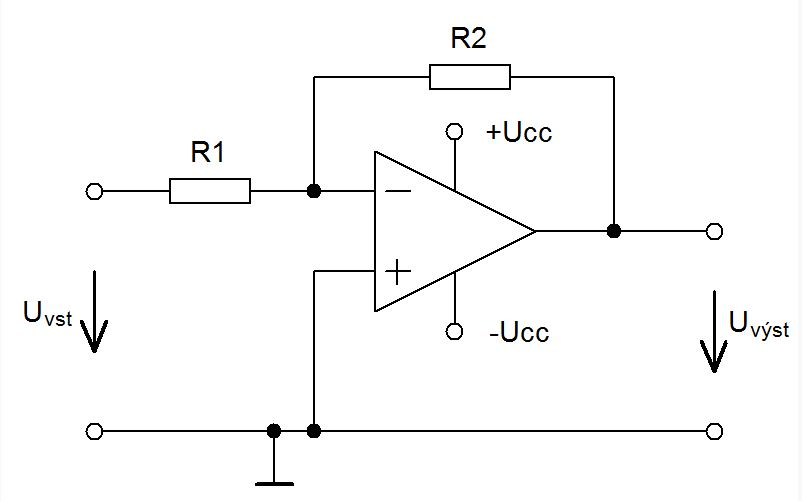 R2
+Ucc
R1
−
+
Uvst
-Ucc
Uvýst